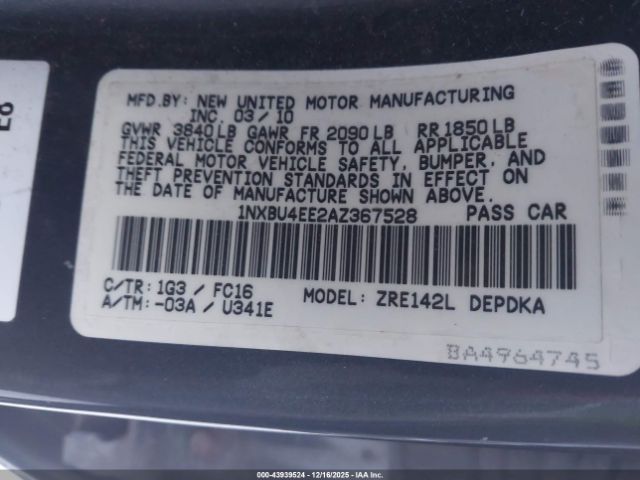 MFD.BY: NEW UNITED MOTOR MANUFACTURING
INC. 03/10
GVWR 3840LB GAWR FR 2090LB RR1850LB
THIS VEHICLE CONFORMS TO ALL APPLICABLE
FEDERAL MOTOR VEHICLE SAFETY, BUMPER, AND
THEFT PREVENTION STANDARDS IN EFFECT ON
THE DATE OF MANUFACTURE SHOWN ABOVE.
1NXBU4EE2AZ367528 PASS CAR
C/TR: 1G3 / FC16
A/TM: -03A / U341E MODEL: ZRE142L DEPDKA
BA4964745
000-43939524 | 12/16/2025 | IAA Inc.